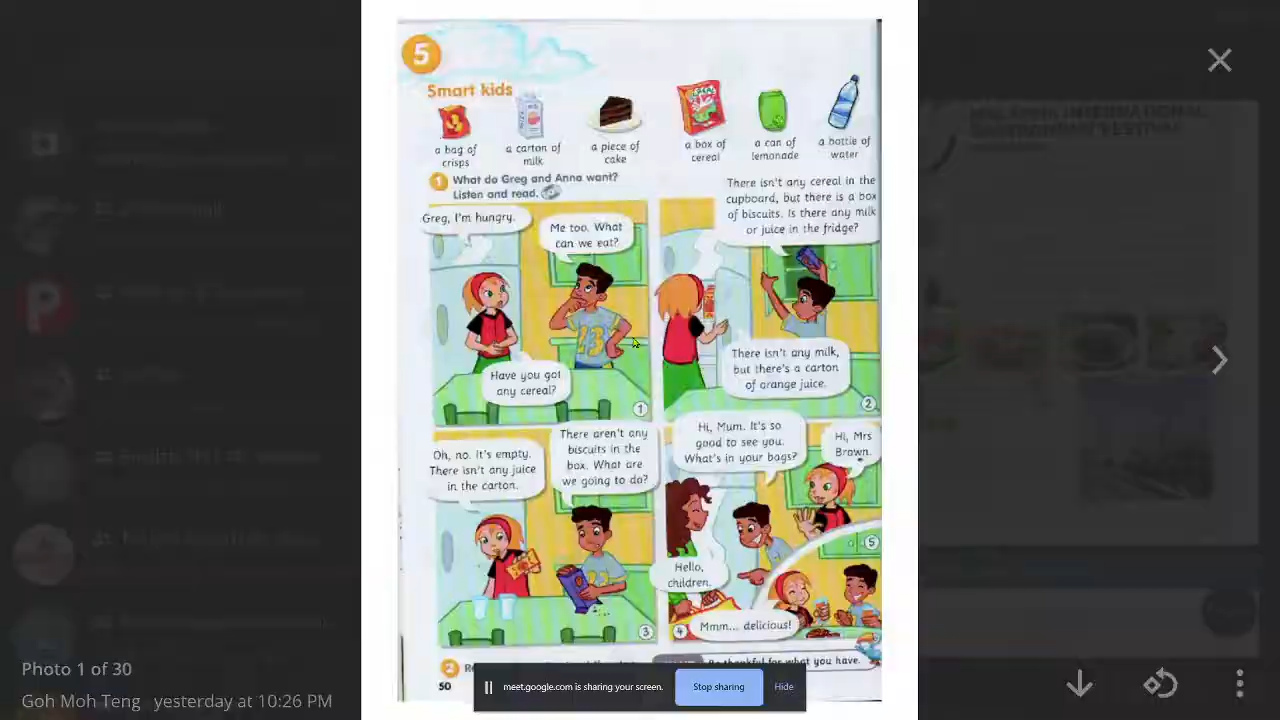 5
Smart kids
a bag of
crisps
a carton of
milk
a piece of
cake
a box of
cereal
a can of
lemonade
a bottle of
water
1 What do Greg and Anna want?
Listen and read.
Greg, I'm hungry.
Me too. What
can we eat?
Have you got
any cereal?
1
There isn't any cereal in the
cupboard, but there is a box
of biscuits. Is there any milk
or juice in the fridge?
There isn't any milk,
but there's a carton
of orange juice.
2
Oh, no. It's empty.
There isn't any juice
in the carton.
There aren't any
biscuits in the
box. What are
we going to do?
3
Hi, Mum. It's so
good to see you.
What's in your bags?
Hi, Mrs
Brown.
Hello,
children.
4
5
Mmm... delicious!
2
Be thankful for what you have.
50
meet.google.com is sharing your screen.
Stop sharing
Hide
Photo 1 of 30
Goh Moh Teng yesterday at 10:26 PM